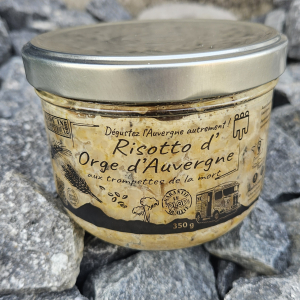 Dégustez l'Auvergne autrement !
Risotto d'
Orge d'Auvergne
aux trompettes de la mort
350 g